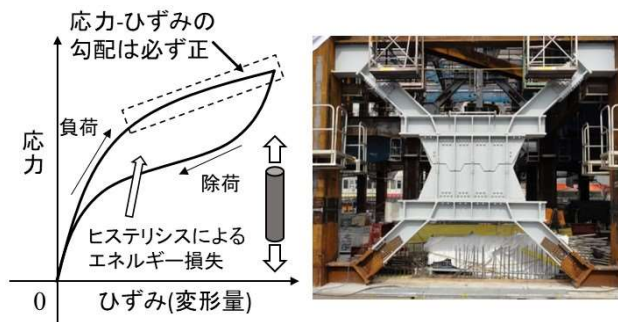 応力-ひずみの
勾配は必ず正
応力
負荷
除荷
ヒステリシスによる
エネルギー損失
0
ひずみ(変形量)